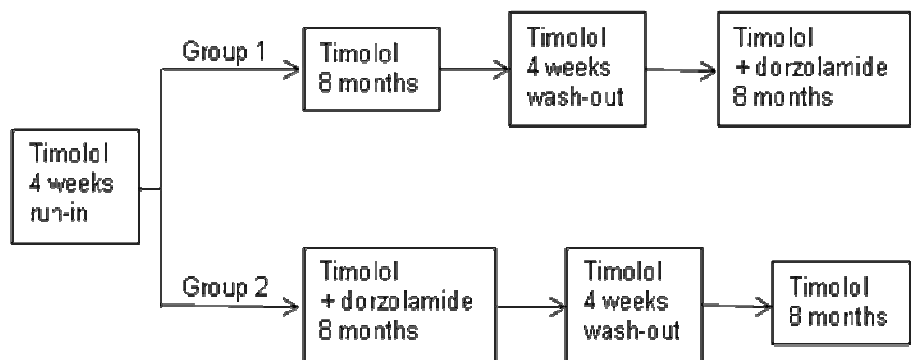 Timolol
4 weeks
run-in
Group 1
Timolol
8 months
Timolol
4 weeks
wash-out
Timolol
+ dorzolamide
8 months
Group 2
Timolol
+ dorzolamide
8 months
Timolol
4 weeks
wash-out
Timolol
8 months